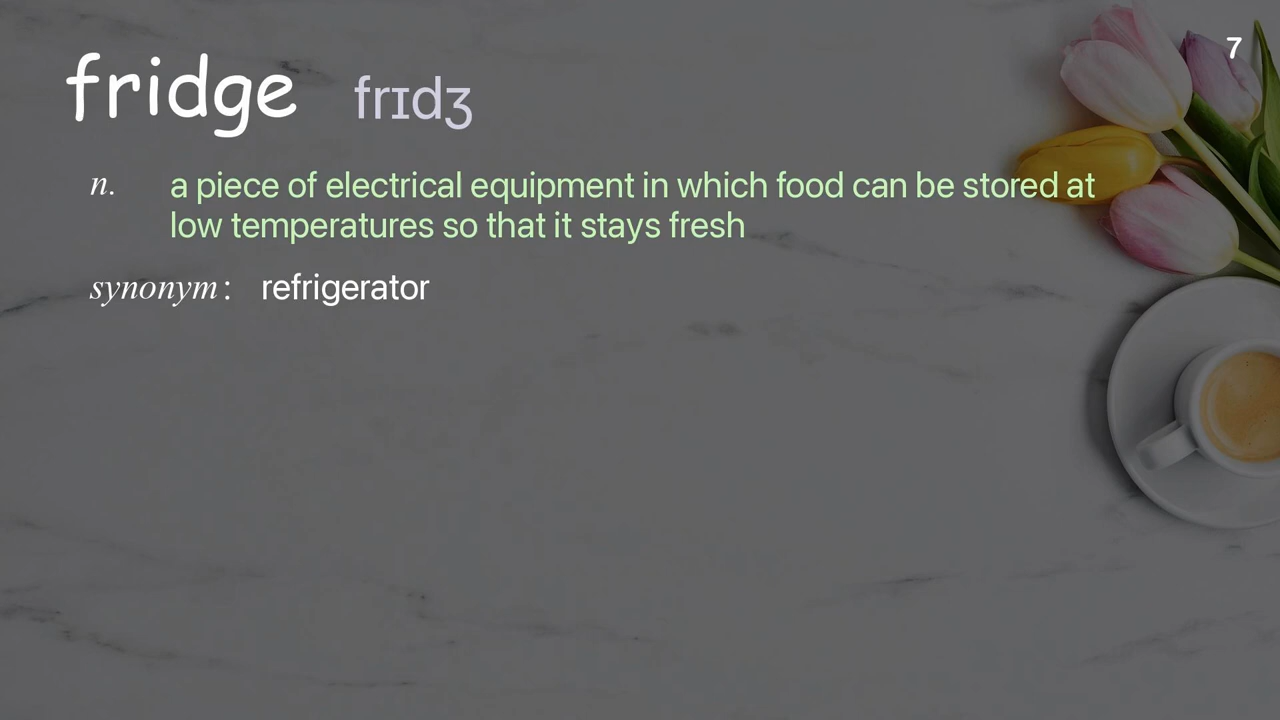 7
fridge frɪdʒ
n. a piece of electrical equipment in which food can be stored at
low temperatures so that it stays fresh
synonym: refrigerator